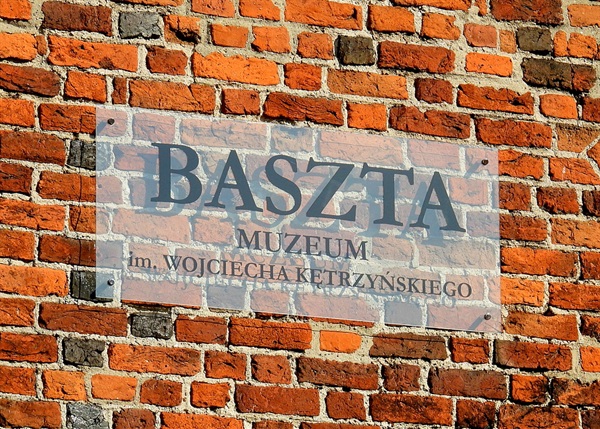 BASZTA
MUZEUM
im. WOJCIECHA KĘTRZYŃSKIEGO